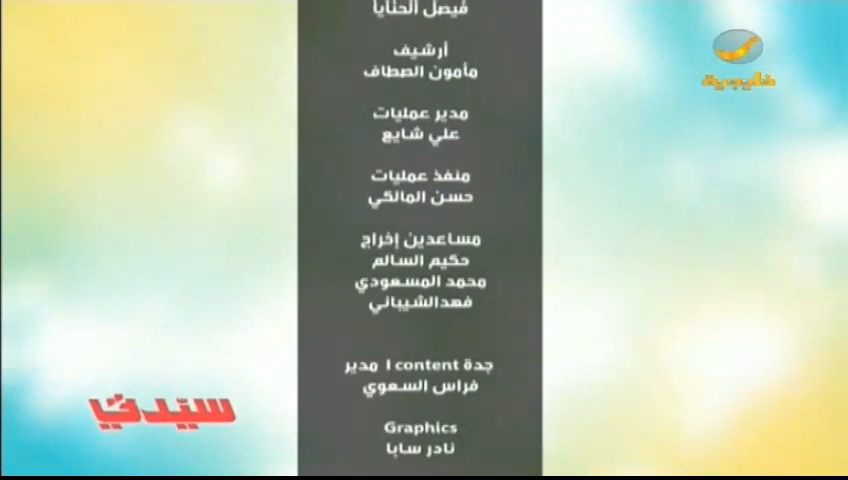 فيصل الحنايا
أرشيف
مأمون الصطاف
مدير عمليات
علي شايع
منفذ عمليات
حسن المالكي
مساعدين إخراج
حكيم السالم
محمد المسعودي
فهدالشيباني
جدة content I مدير
فراس السعوي
Graphics
نادر سابا
خليجية
سيدتي